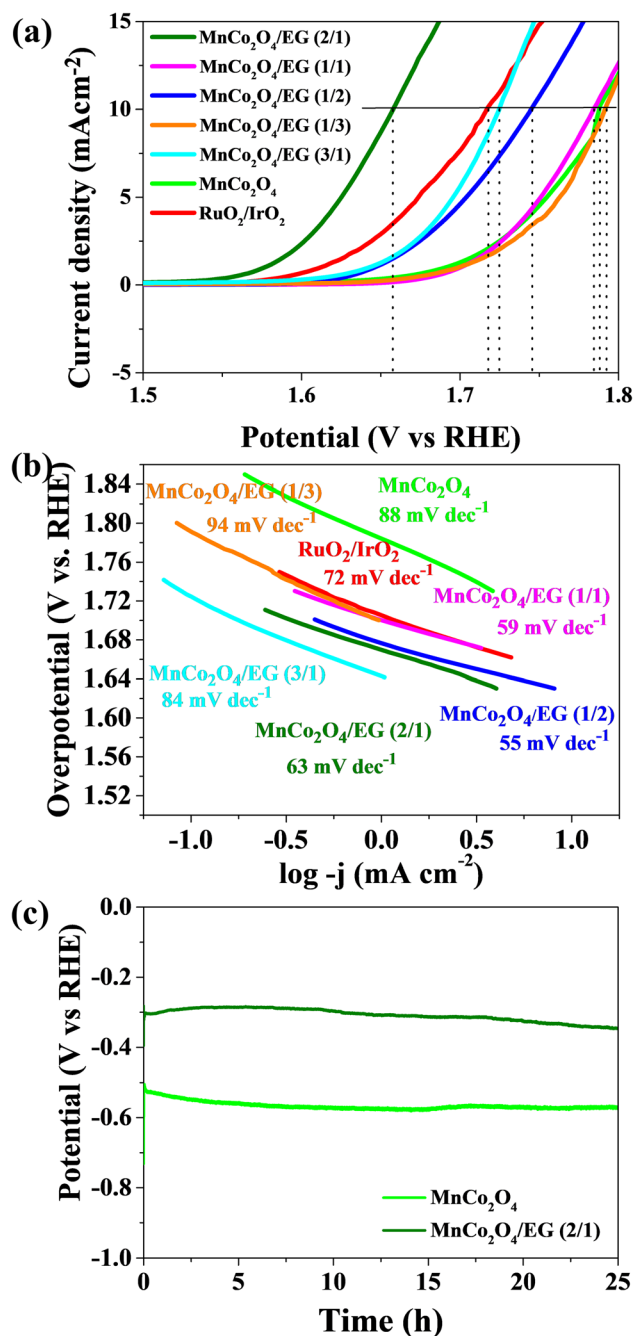 (a)
15
10
5
0
-5
Current density (mAcm⁻²)
MnCo₂O₄/EG (2/1)
MnCo₂O₄/EG (1/1)
MnCo₂O₄/EG (1/2)
MnCo₂O₄/EG (1/3)
MnCo₂O₄/EG (3/1)
MnCo₂O₄
RuO₂/IrO₂
1.5
1.6
1.7
1.8
Potential (V vs RHE)
(b)
1.84
1.80
1.76
1.72
1.68
1.64
1.60
1.56
1.52
Overpotential (V vs. RHE)
MnCo₂O₄/EG (1/3)
94 mV dec⁻¹
MnCo₂O₄
88 mV dec⁻¹
RuO₂/IrO₂
72 mV dec⁻¹
MnCo₂O₄/EG (1/1)
59 mV dec⁻¹
MnCo₂O₄/EG (3/1)
84 mV dec⁻¹
MnCo₂O₄/EG (2/1)
63 mV dec⁻¹
MnCo₂O₄/EG (1/2)
55 mV dec⁻¹
-1.0
-0.5
0.0
0.5
1.0
log -j (mA cm⁻²)
(c)
0.0
-0.2
-0.4
-0.6
-0.8
-1.0
Potential (V vs RHE)
MnCo₂O₄
MnCo₂O₄/EG (2/1)
0
5
10
15
20
25
Time (h)